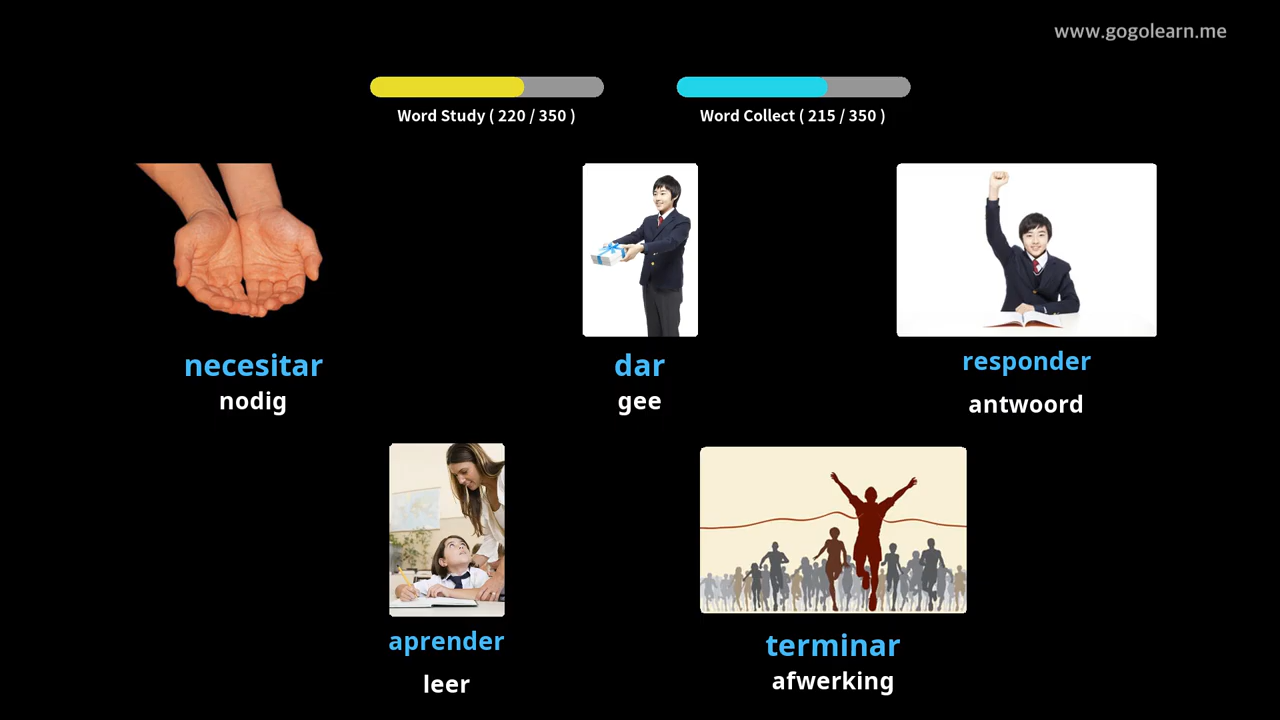 www.gogolearn.me
Word Study ( 220 / 350 )
Word Collect ( 215 / 350 )
necesitar
nodig
dar
gee
responder
antwoord
aprender
leer
terminar
afwerking